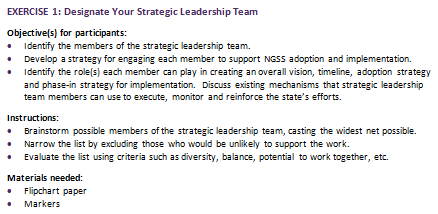 EXERCISE 1: Designate Your Strategic Leadership Team
Objective(s) for participants:
• Identify the members of the strategic leadership team.
• Develop a strategy for engaging each member to support NGSS adoption and implementation.
• Identify the role(s) each member can play in creating an overall vision, timeline, adoption strategy
and phase-in strategy for implementation. Discuss existing mechanisms that strategic leadership
team members can use to execute, monitor and reinforce the state's efforts.
Instructions:
• Brainstorm possible members of the strategic leadership team, casting the widest net possible.
• Narrow the list by excluding those who would be unlikely to support the work.
• Evaluate the list using criteria such as diversity, balance, potential to work together, etc.
Materials needed:
• Flipchart paper
• Markers